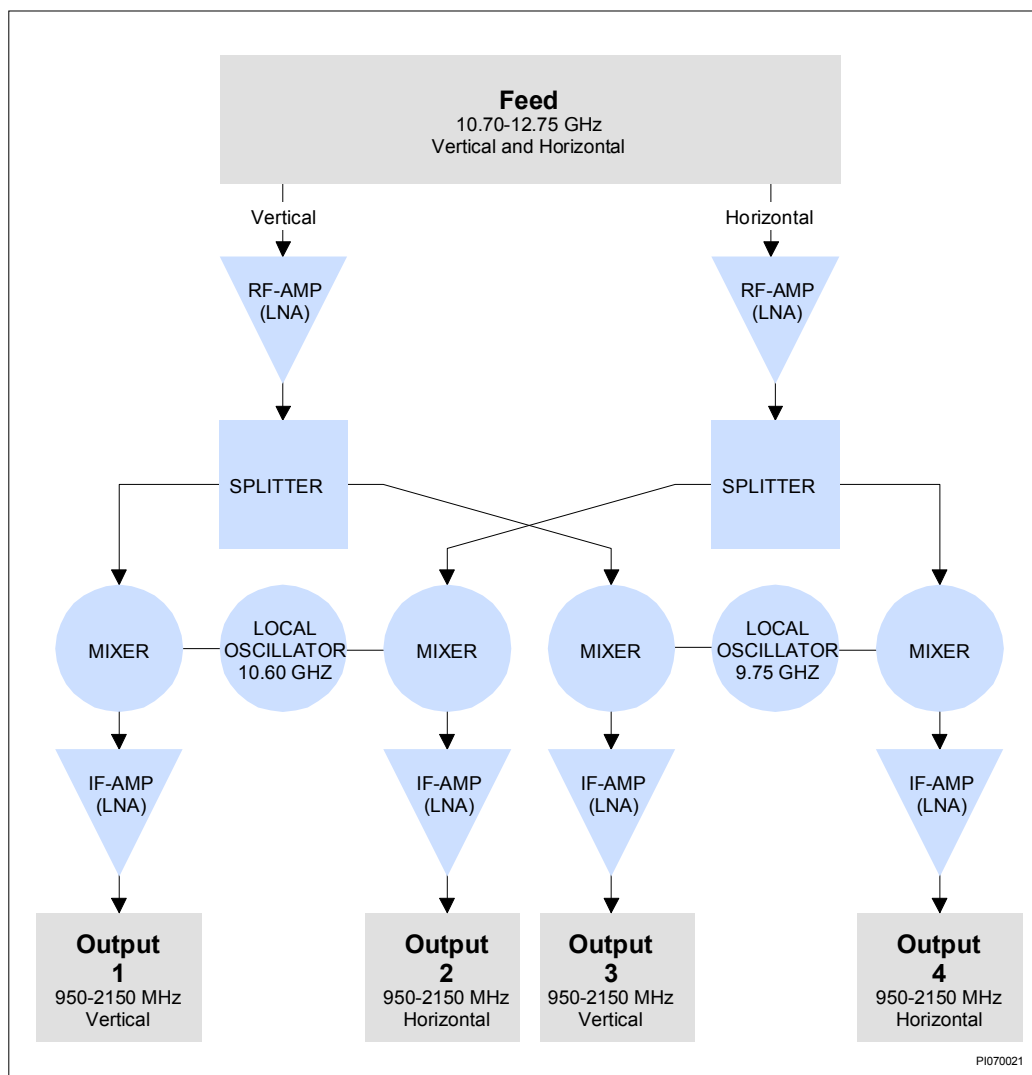 Feed
10.70-12.75 GHz
Vertical and Horizontal
Vertical
Horizontal
RF-AMP
(LNA)
RF-AMP
(LNA)
SPLITTER
SPLITTER
MIXER
LOCAL
OSCILLATOR
10.60 GHZ
MIXER
MIXER
LOCAL
OSCILLATOR
9.75 GHZ
MIXER
IF-AMP
(LNA)
IF-AMP
(LNA)
IF-AMP
(LNA)
IF-AMP
(LNA)
Output
1
950-2150 MHz
Vertical
Output
2
950-2150 MHz
Horizontal
Output
3
950-2150 MHz
Vertical
Output
4
950-2150 MHz
Horizontal
PI070021